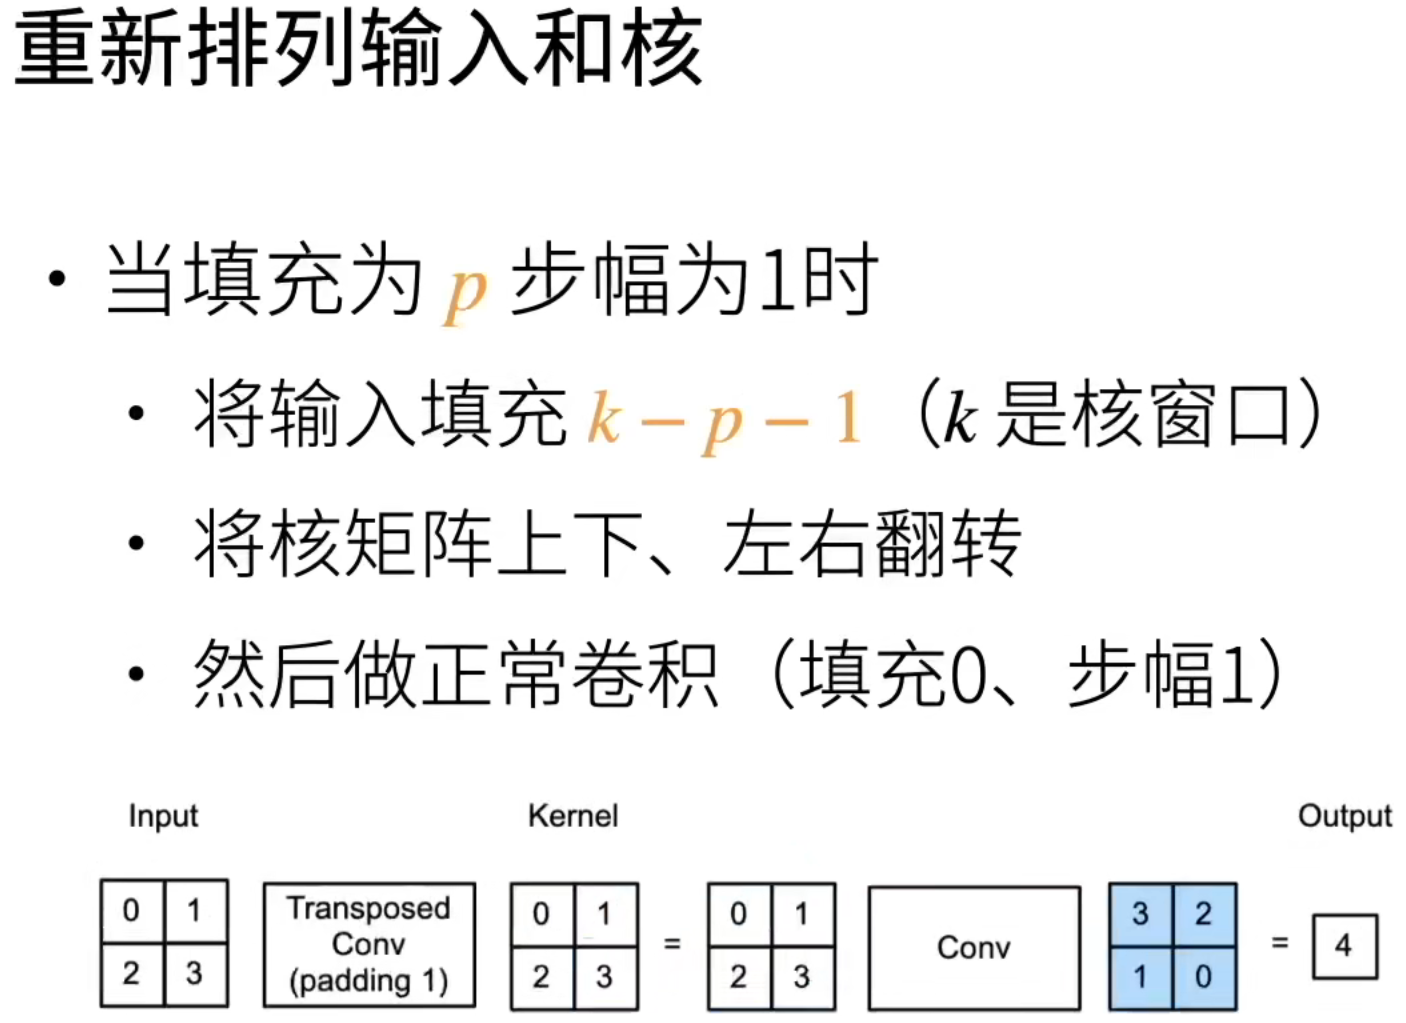 重新排列输入和核
• 当填充为 p 步幅为1时
• 将输入填充 k − p − 1（k 是核窗口）
• 将核矩阵上下、左右翻转
• 然后做正常卷积（填充0、步幅1）
Input Kernel Output
0 1 Transposed Conv (padding 1) 0 1 = 0 1 Conv 3 2 = 4
2 3 2 3 2 3 1 0